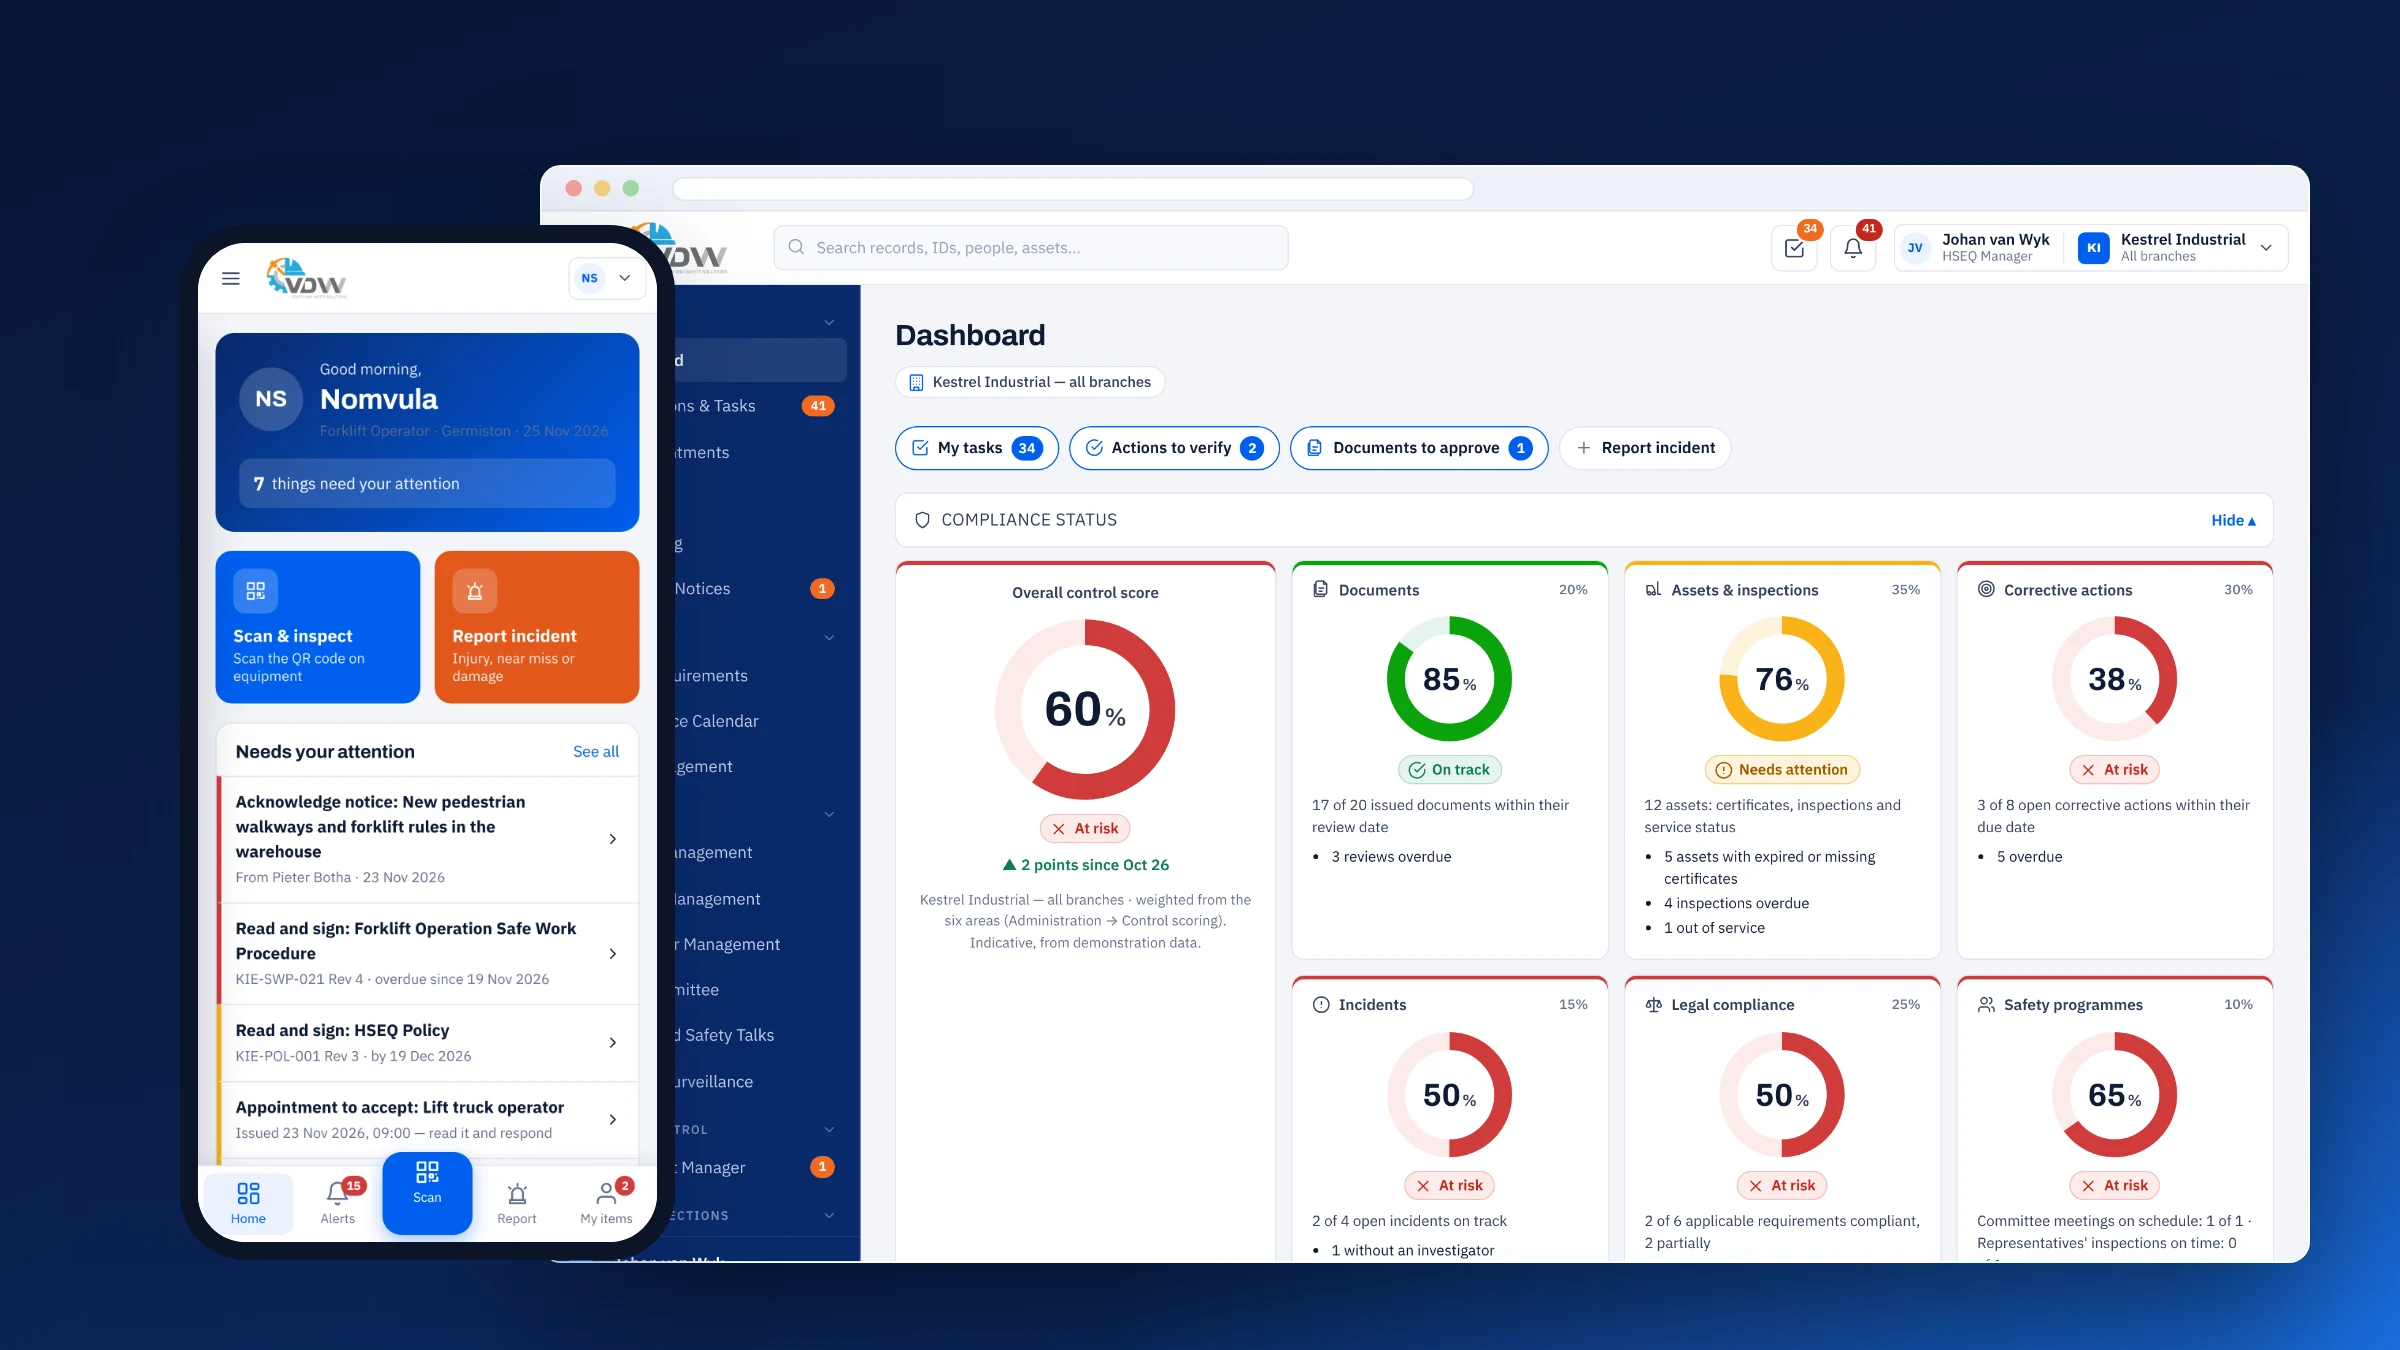 VDW
NS
Good morning,
NS
Nomvula
Forklift Operator · Germiston · 25 Nov 2026
7 things need your attention
Scan & inspect
Scan the QR code on
equipment
Report incident
Injury, near miss or
damage
Needs your attention
See all
Acknowledge notice: New pedestrian
walkways and forklift rules in the
warehouse
From Pieter Botha · 23 Nov 2026
Read and sign: Forklift Operation Safe Work
Procedure
KIE-SWP-021 Rev 4 · overdue since 19 Nov 2026
Read and sign: HSEQ Policy
KIE-POL-001 Rev 3 · by 19 Dec 2026
Appointment to accept: Lift truck operator
Issued 23 Nov 2026, 09:00 — read it and respond
Home
15
Alerts
Scan
Report
2
My items
VDW
Search records, IDs, people, assets...
34
41
JV
Johan van Wyk
HSEQ Manager
KI
Kestrel Industrial
All branches
d
ns & Tasks
41
tments
g
Notices
1
uirements
ce Calendar
gement
anagement
lanagement
r Management
mittee
d Safety Talks
urveillance
TROL
t Manager
1
ECTIONS
Dashboard
Kestrel Industrial — all branches
My tasks 34
Actions to verify 2
Documents to approve 1
+ Report incident
COMPLIANCE STATUS
Hide ▴
Overall control score
60%
At risk
▲ 2 points since Oct 26
Kestrel Industrial — all branches · weighted from the
six areas (Administration → Control scoring).
Indicative, from demonstration data.
Documents
20%
85%
On track
17 of 20 issued documents within their
review date
• 3 reviews overdue
Assets & inspections
35%
76%
Needs attention
12 assets: certificates, inspections and
service status
• 5 assets with expired or missing
certificates
• 4 inspections overdue
• 1 out of service
Corrective actions
30%
38%
At risk
3 of 8 open corrective actions within their
due date
• 5 overdue
Incidents
15%
50%
At risk
2 of 4 open incidents on track
• 1 without an investigator
Legal compliance
25%
50%
At risk
2 of 6 applicable requirements compliant,
2 partially
Safety programmes
10%
65%
At risk
Committee meetings on schedule: 1 of 1 ·
Representatives' inspections on time: 0